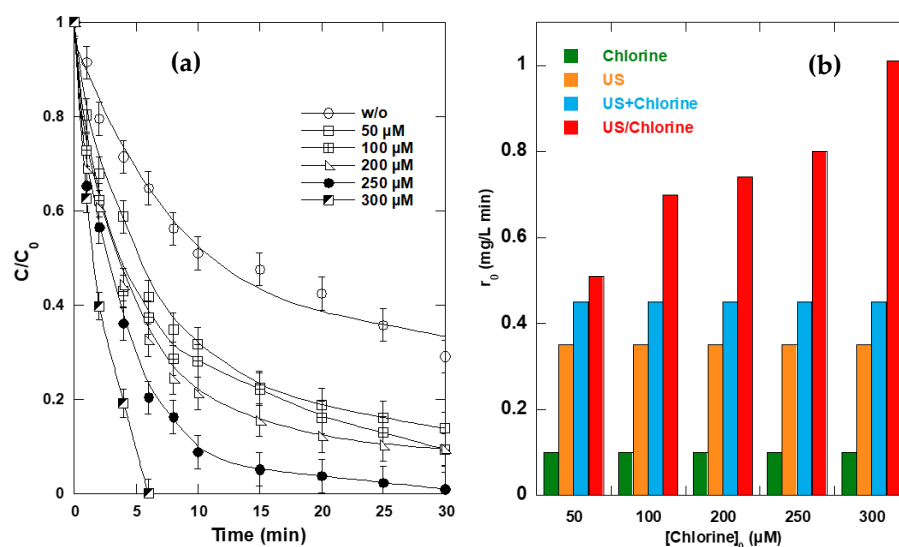 (a)
w/o
50 µM
100 µM
200 µM
250 µM
300 µM
C/C0
1
0.8
0.6
0.4
0.2
0
0 5 10 15 20 25 30
Time (min)
(b)
Chlorine
US
US+Chlorine
US/Chlorine
r0 (mg/L min)
1
0.8
0.6
0.4
0.2
0
50 100 200 250 300
[Chlorine]0 (µM)